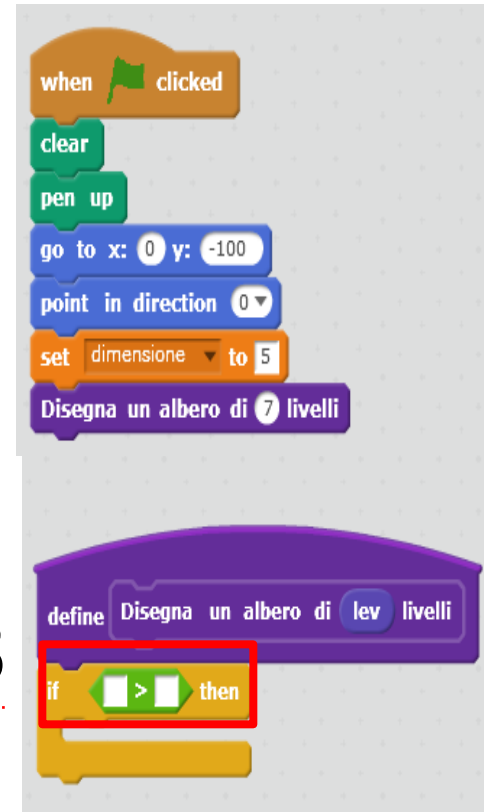 when clicked
clear
pen up
go to x: 0 y: -100
point in direction 0
set dimensione to 5
Disegna un albero di 7 livelli
define Disegna un albero di lev livelli
if > then